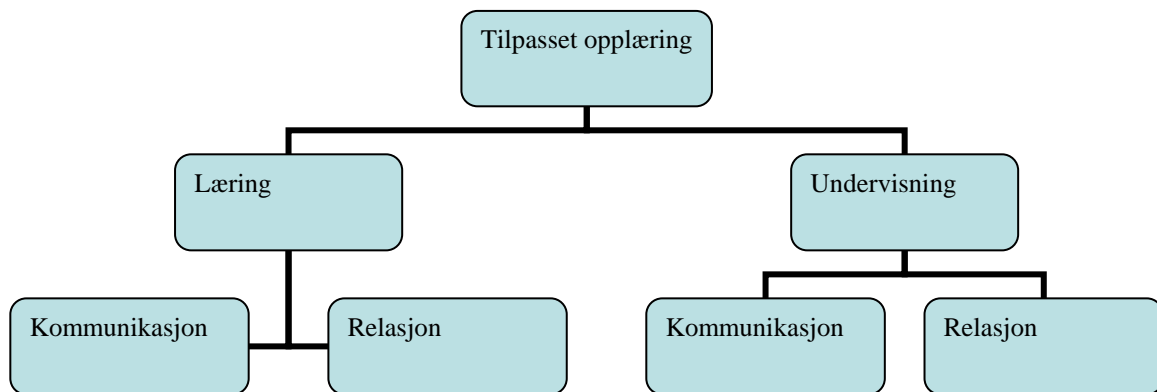 Tilpasset opplæring
Læring
Undervisning
Kommunikasjon
Relasjon
Kommunikasjon
Relasjon